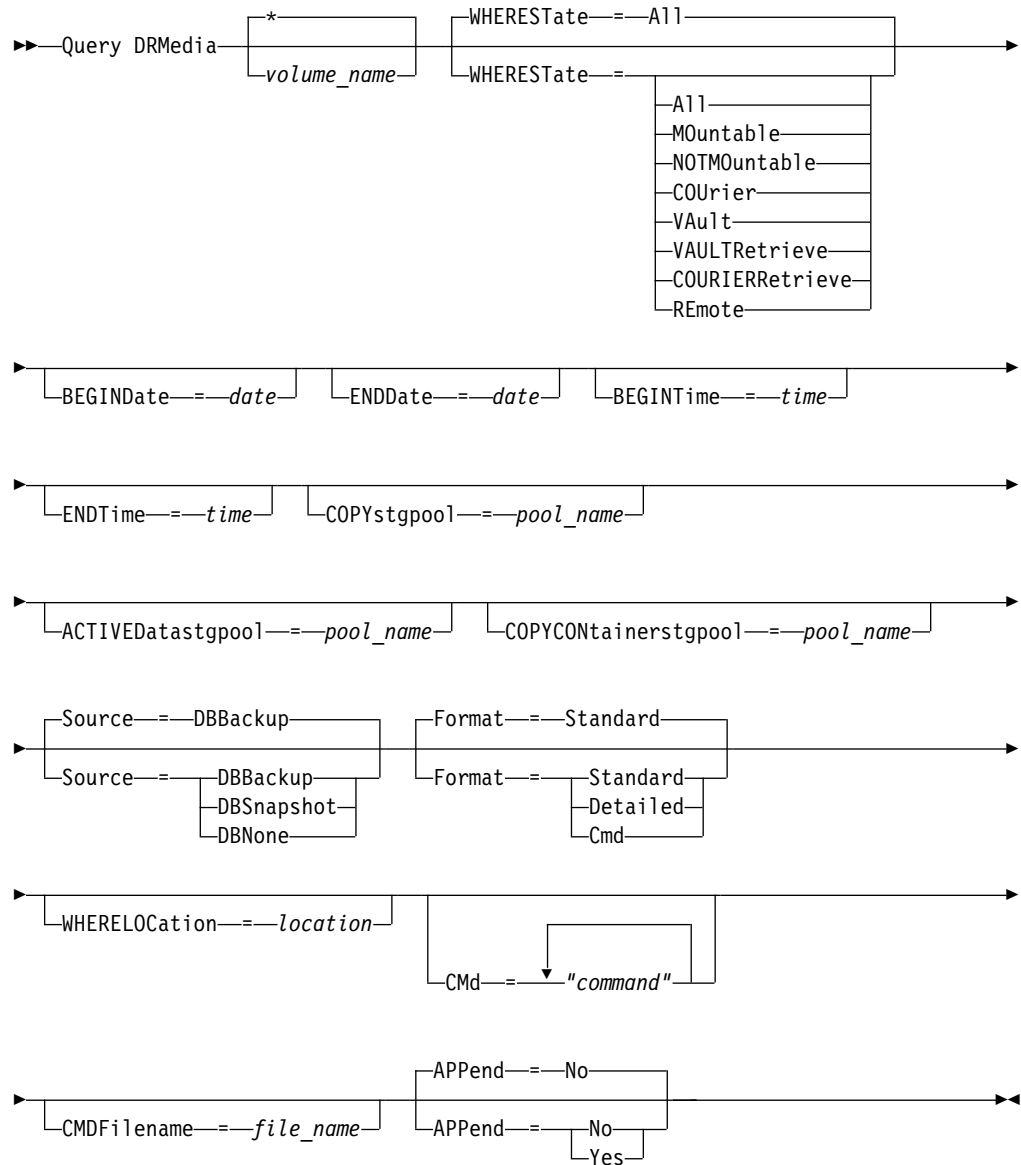 * WHEREState—=—All
Query DRMedia
volume_name WHEREState—=
All
MOuntable
NOTMOuntable
COUrier
VAult
VAULTRetrieve
COURIERRetrieve
REmote
BEGINDate—=—date ENDDate—=—date BEGINTime—=—time
ENDTime—=—time COPYstgpool—=—pool_name
ACTIVEDatastgpool—=—pool_name COPYCONtainerstgpool—=—pool_name
Source—=—DBBackup Format—=—Standard
Source—=—DBBackup Format—=—Standard
DBSnapshot Detailed
DBNone Cmd
WHERELOCation—=—location
CMd—=—"command"
APPend—=—No
CMDFilename—=—file_name APPend—=—No
Yes